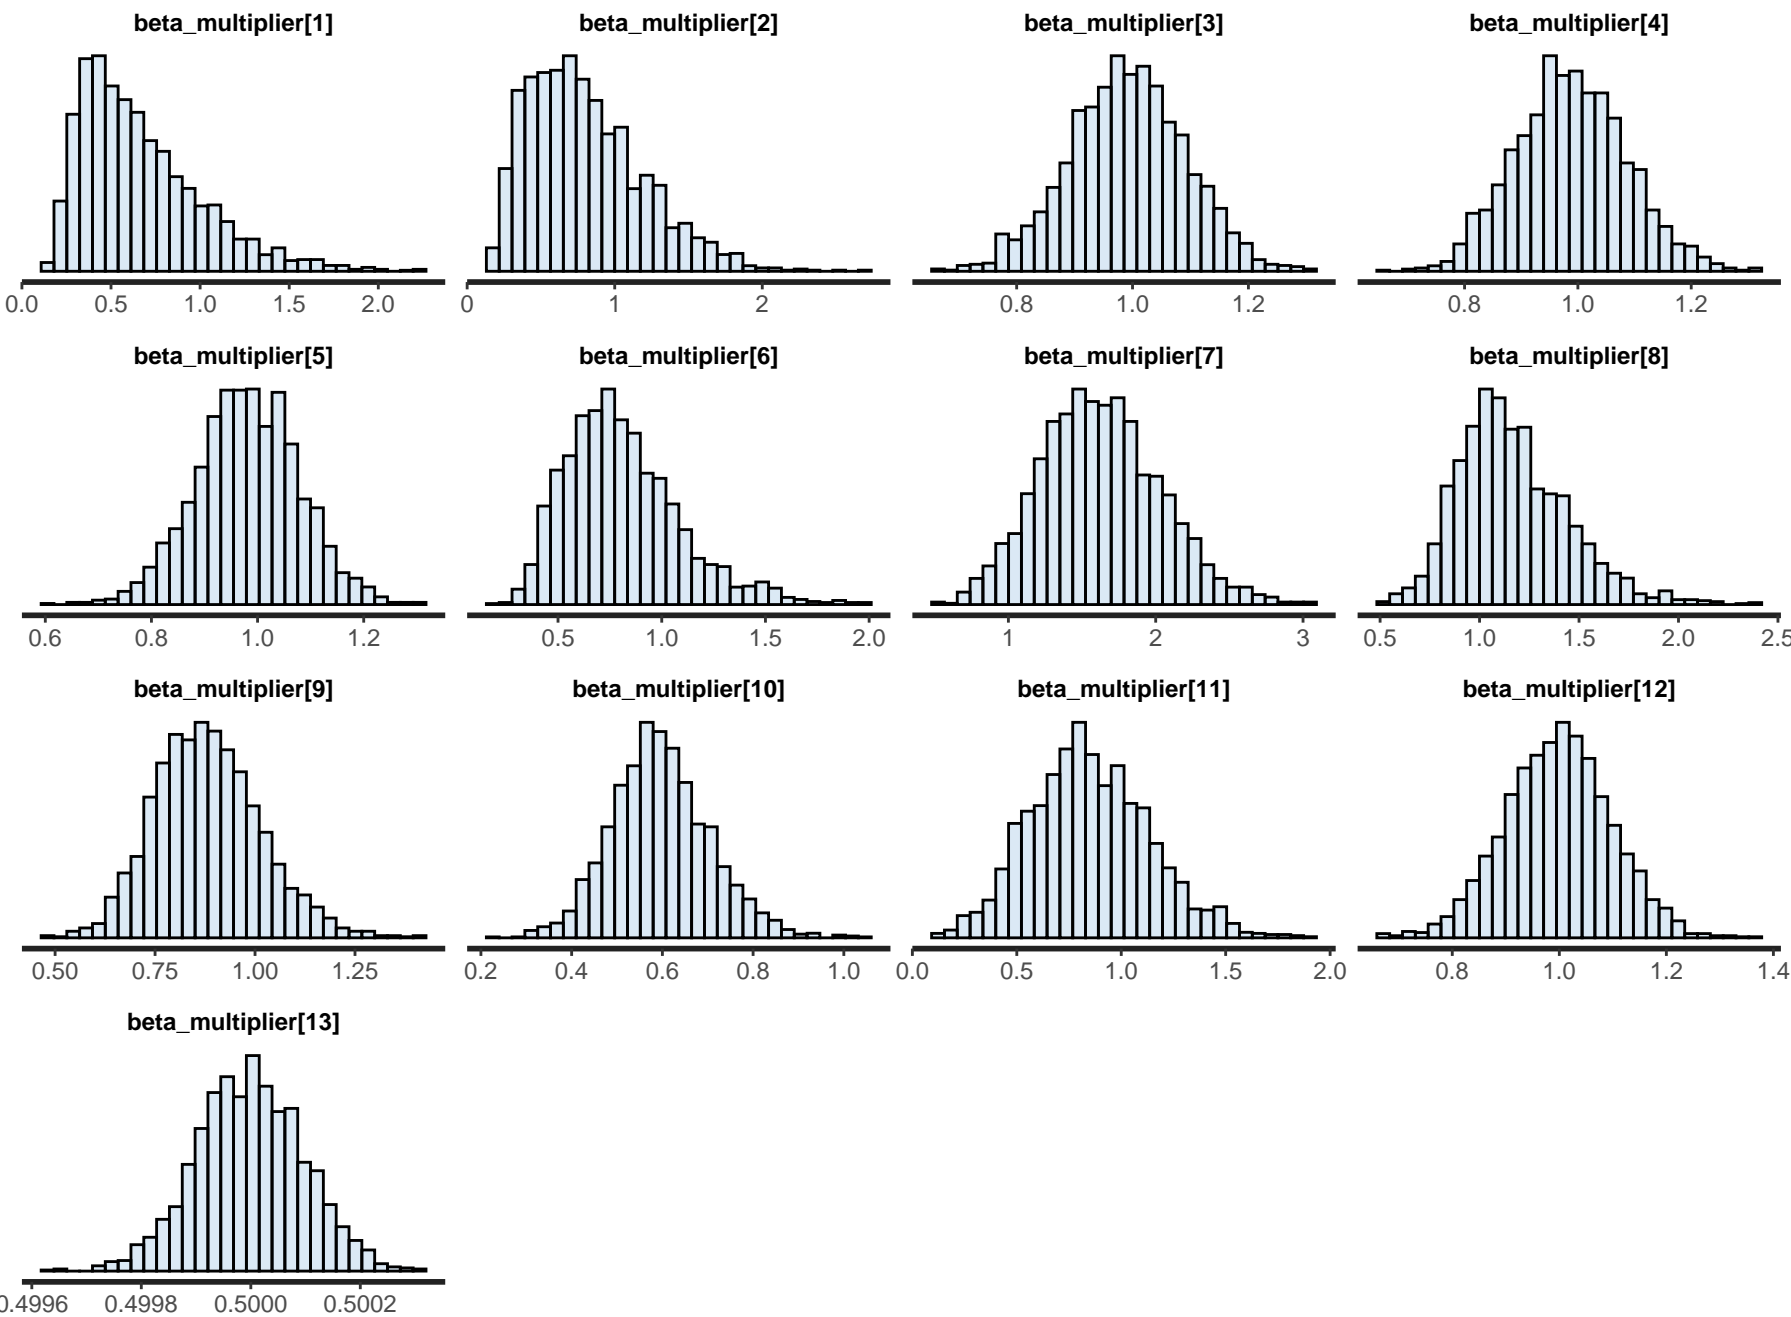 beta_multiplier[1] beta_multiplier[2] beta_multiplier[3] beta_multiplier[4]
0.0 0.5 1.0 1.5 2.0 0 1 2 0.8 1.0 1.2 0.8 1.0 1.2
beta_multiplier[5] beta_multiplier[6] beta_multiplier[7] beta_multiplier[8]
0.6 0.8 1.0 1.2 0.5 1.0 1.5 2.0 1 2 3 0.5 1.0 1.5 2.0 2.5
beta_multiplier[9] beta_multiplier[10] beta_multiplier[11] beta_multiplier[12]
0.50 0.75 1.00 1.25 0.2 0.4 0.6 0.8 1.0 0.0 0.5 1.0 1.5 2.0 0.8 1.0 1.2 1.4
beta_multiplier[13]
0.4996 0.4998 0.5000 0.5002